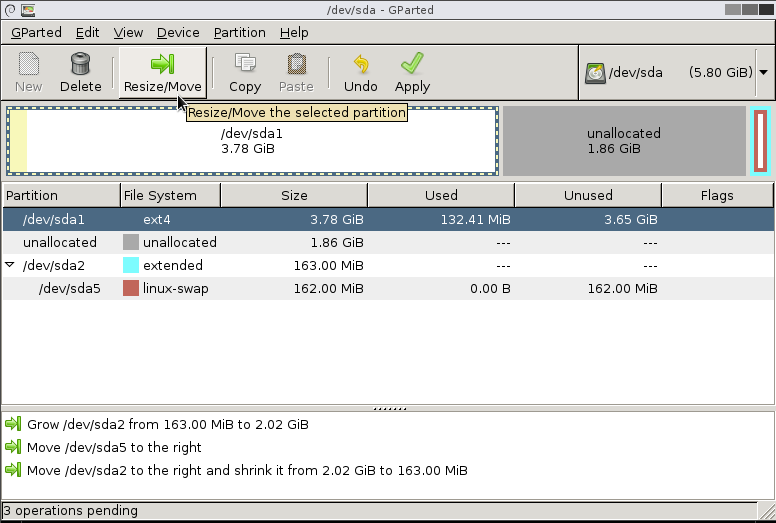 /dev/sda - GParted
GParted Edit View Device Partition Help
New Delete Resize/Move Copy Paste Undo Apply /dev/sda (5.80 GiB)
Resize/Move the selected partition
/dev/sda1
3.78 GiB
unallocated
1.86 GiB
Partition File System Size Used Unused Flags
/dev/sda1 ext4 3.78 GiB 132.41 MiB 3.65 GiB
unallocated unallocated 1.86 GiB --- ---
/dev/sda2 extended 163.00 MiB --- ---
/dev/sda5 linux-swap 162.00 MiB 0.00 B 162.00 MiB
Grow /dev/sda2 from 163.00 MiB to 2.02 GiB
Move /dev/sda5 to the right
Move /dev/sda2 to the right and shrink it from 2.02 GiB to 163.00 MiB
3 operations pending